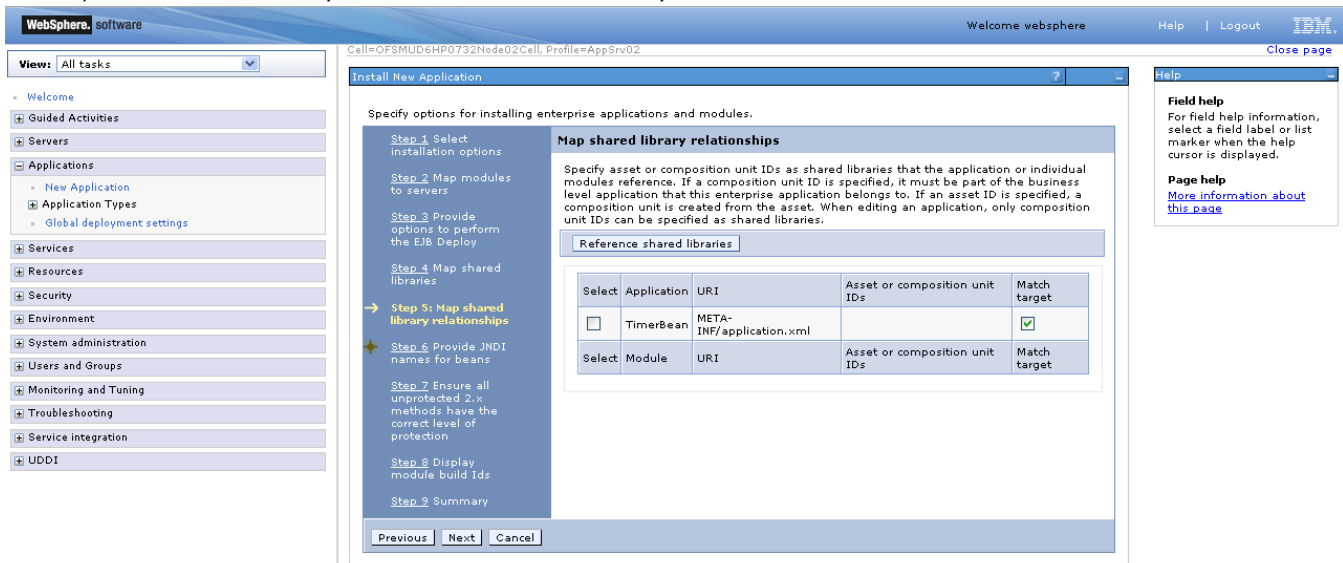 WebSphere. software
Welcome websphere
Help | Logout
IBM.
Cell=OFSMUD6HP0732Node02Cell, Profile=AppSrv02
Close page
View: All tasks
Welcome
Guided Activities
Servers
Applications
New Application
Application Types
Global deployment settings
Services
Resources
Security
Environment
System administration
Users and Groups
Monitoring and Tuning
Troubleshooting
Service integration
UDDI
Install New Application
?
Specify options for installing enterprise applications and modules.
Step 1 Select
installation options
Step 2 Map modules
to servers
Step 3 Provide
options to perform
the EJB Deploy
Step 4 Map shared
libraries
Step 5: Map shared
library relationships
Step 6 Provide JNDI
names for beans
Step 7 Ensure all
unprotected 2.x
methods have the
correct level of
protection
Step 8 Display
module build Ids
Step 9 Summary
Map shared library relationships
Specify asset or composition unit IDs as shared libraries that the application or individual
modules reference. If a composition unit ID is specified, it must be part of the business
level application that this enterprise application belongs to. If an asset ID is specified, a
composition unit is created from the asset. When editing an application, only composition
unit IDs can be specified as shared libraries.
Reference shared libraries
Select Application URI Asset or composition unit IDs Match target
TimerBean META-INF/application.xml
Select Module URI Asset or composition unit IDs Match target
Previous Next Cancel
Help
Field help
For field help information,
select a field label or list
marker when the help
cursor is displayed.
Page help
More information about
this page